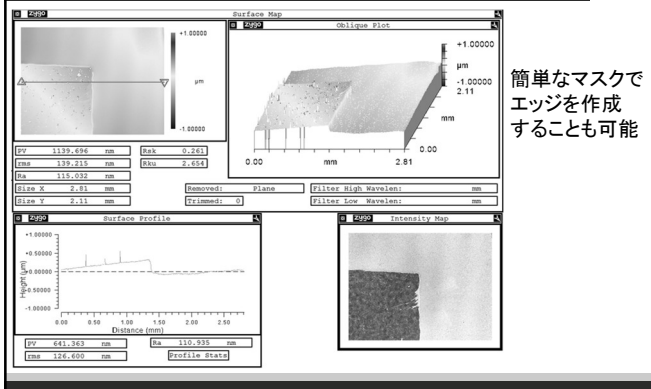 zygo Surface Map
+1.00000
µm
-1.00000
zygo Oblique Plot
+1.00000
µm
-1.00000
2.11
mm
0.00
0.00 mm 2.81
PV 1139.696 nm
rms 139.215 nm
Ra 115.032 nm
Size X 2.81 mm
Size Y 2.11 mm
Rsk 0.261
Rku 2.654
Removed: Plane
Trimmed: 0
Filter High Wavelen: mm
Filter Low Wavelen: mm
zygo Surface Profile
+1.00000
+0.50000
+0.00000
-0.50000
-1.00000
Height (µm)
0.00 0.50 1.00 1.50 2.00 2.50
Distance (mm)
PV 641.363 nm
rms 126.600 nm
Ra 110.935 nm
Profile Stats
zygo Intensity Map
簡単なマスクで
エッジを作成
することも可能